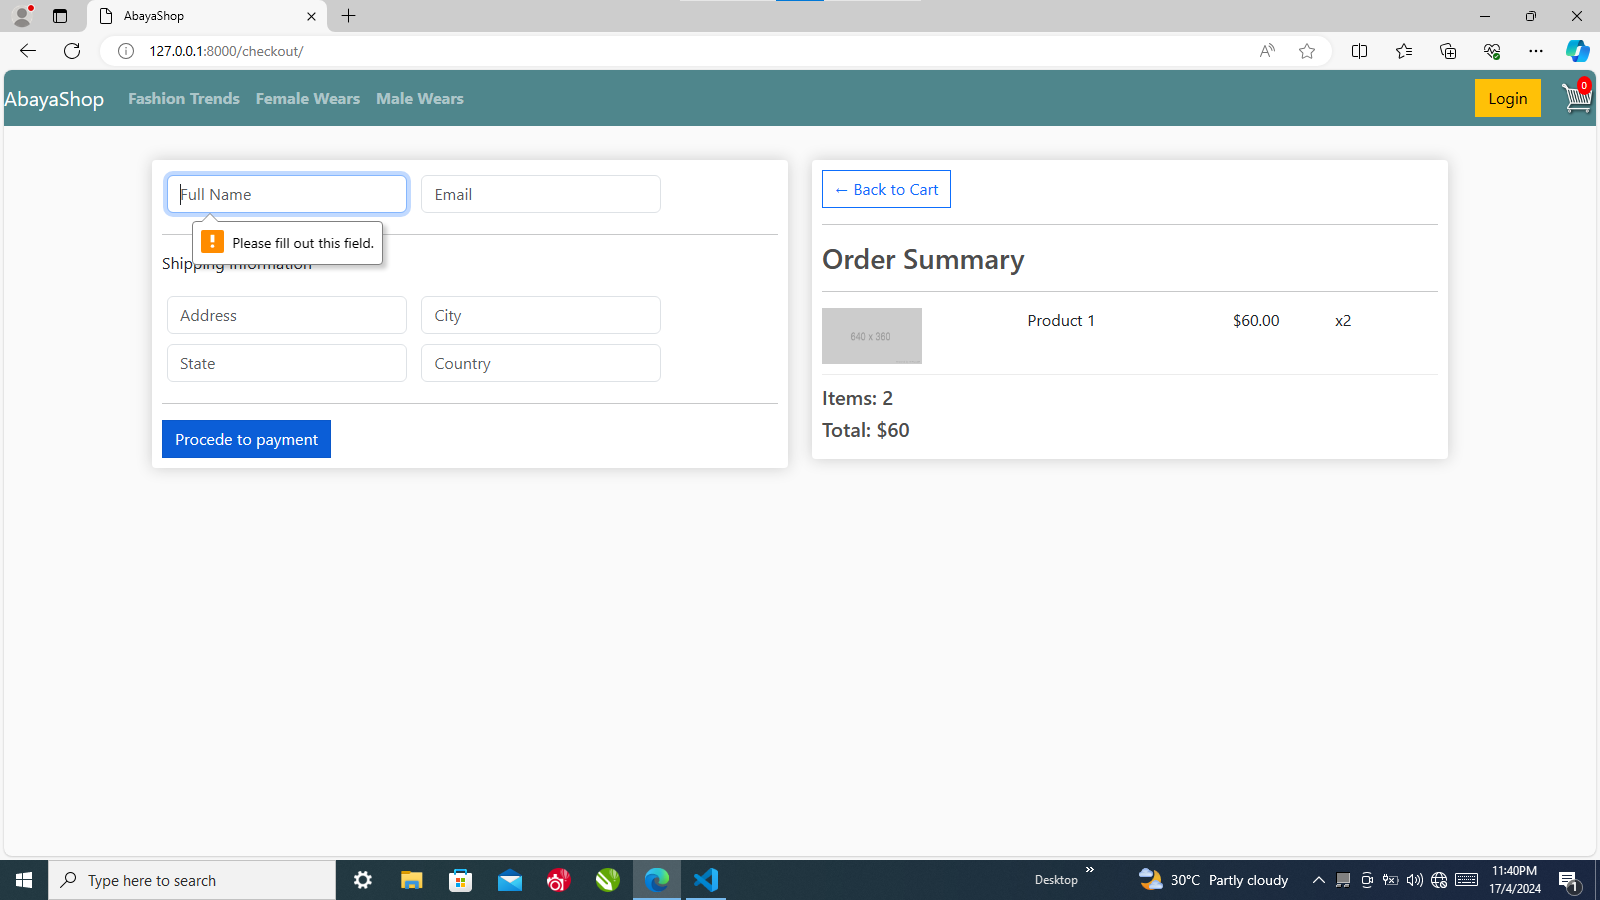 AbayaShop
127.0.0.1:8000/checkout/
AbayaShop Fashion Trends Female Wears Male Wears Login 0
Full Name Email
Please fill out this field.
Shipping Information
Address City
State Country
Procede to payment
← Back to Cart
Order Summary
640 x 360 Product 1 $60.00 x2
Items: 2
Total: $60
Type here to search
Desktop
30°C Partly cloudy
11:40PM
17/4/2024
1